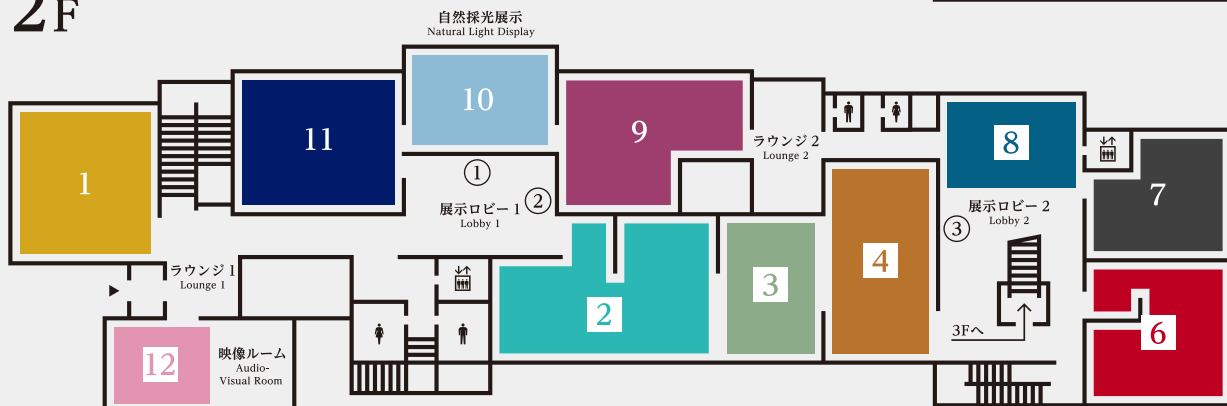 2F
自然採光展示
Natural Light Display
1
11
10
9
ラウンジ 2
Lounge 2
8
7
①
②
展示ロビー 1
Lobby 1
③
展示ロビー 2
Lobby 2
ラウンジ 1
Lounge 1
2
3
4
6
3Fへ
12
映像ルーム
Audio-
Visual Room